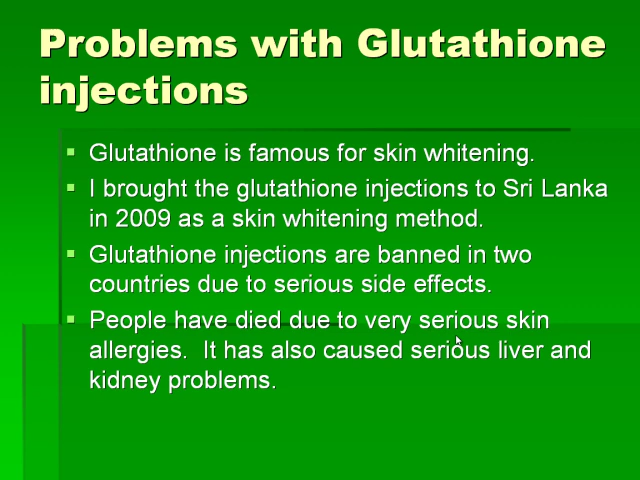 Problems with Glutathione
injections
▪ Glutathione is famous for skin whitening.
▪ I brought the glutathione injections to Sri Lanka
in 2009 as a skin whitening method.
▪ Glutathione injections are banned in two
countries due to serious side effects.
▪ People have died due to very serious skin
allergies.  It has also caused serious liver and
kidney problems.